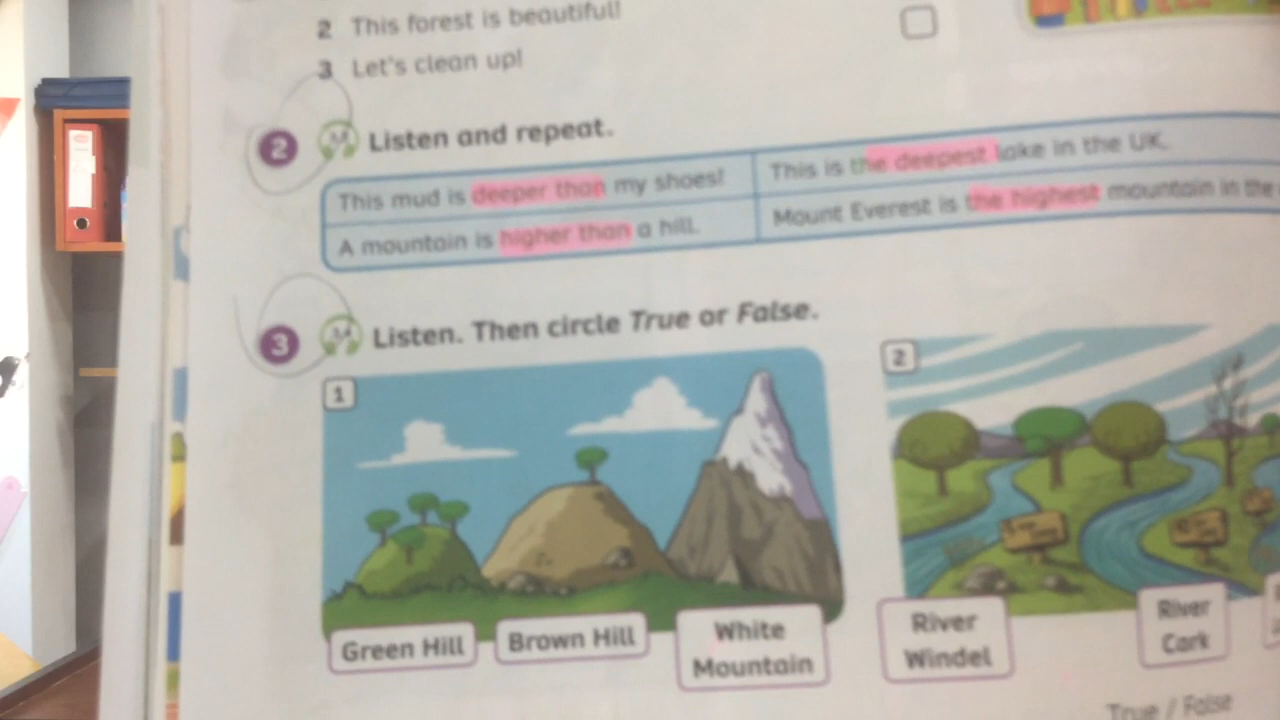 2 This forest is beautiful!
3 Let's clean up!
2 Listen and repeat.
This mud is deeper than my shoes!
This is the deepest lake in the UK.
A mountain is higher than a hill.
Mount Everest is the highest mountain in the
3 Listen. Then circle True or False.
1
2
Green Hill
Brown Hill
White
Mountain
River
Windel
River
Cark
True / False